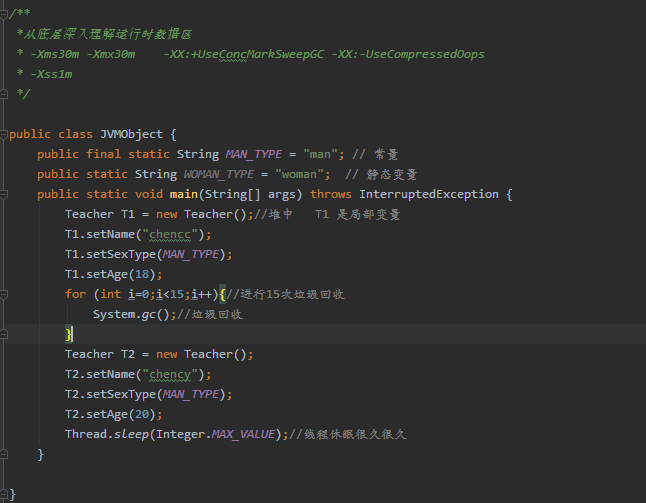 /**
*从底层深入理解运行时数据区
* -Xms30m -Xmx30m    -XX:+UseConcMarkSweepGC -XX:-UseCompressedOops
* -Xss1m
*/
public class JVMObject {
public final static String MAN_TYPE = "man"; // 常量
public static String WOMAN_TYPE = "woman";  // 静态变量
public static void main(String[] args) throws InterruptedException {
Teacher T1 = new Teacher();//堆中   T1 是局部变量
T1.setName("chencc");
T1.setSexType(MAN_TYPE);
T1.setAge(18);
for (int i=0;i<15;i++){//进行15次垃圾回收
System.gc();//垃圾回收
}
Teacher T2 = new Teacher();
T2.setName("chency");
T2.setSexType(MAN_TYPE);
T2.setAge(20);
Thread.sleep(Integer.MAX_VALUE);//线程休眠很久很久
}
}